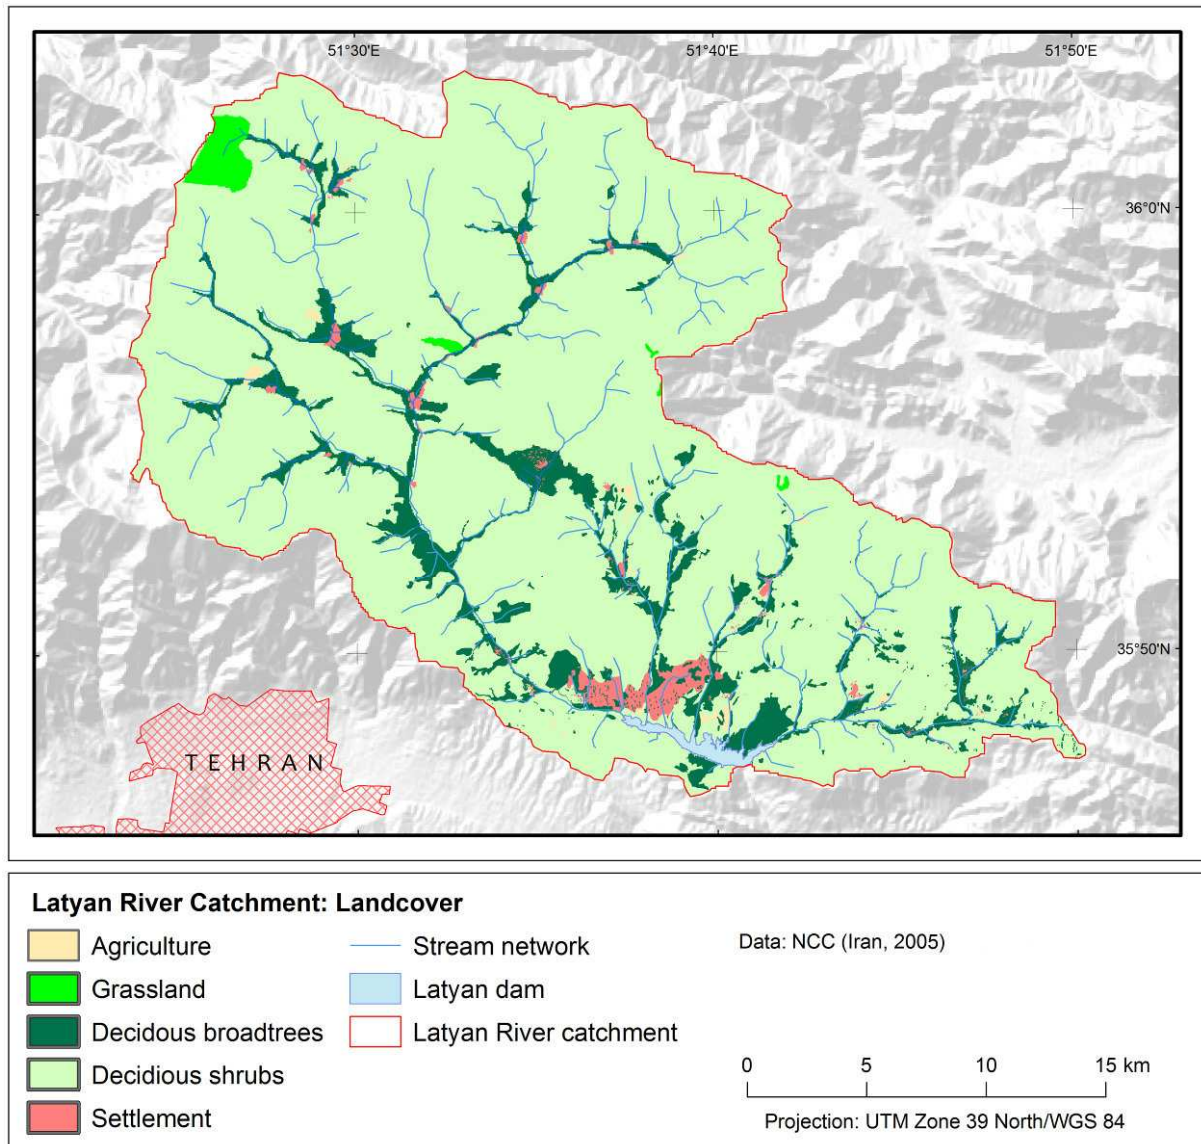 51°30'E 51°40'E 51°50'E
36°0'N
35°50'N
TEHRAN
Latyan River Catchment: Landcover
Agriculture
Grassland
Decidous broadtrees
Decidious shrubs
Settlement
Stream network
Latyan dam
Latyan River catchment
Data: NCC (Iran, 2005)
0 5 10 15 km
Projection: UTM Zone 39 North/WGS 84